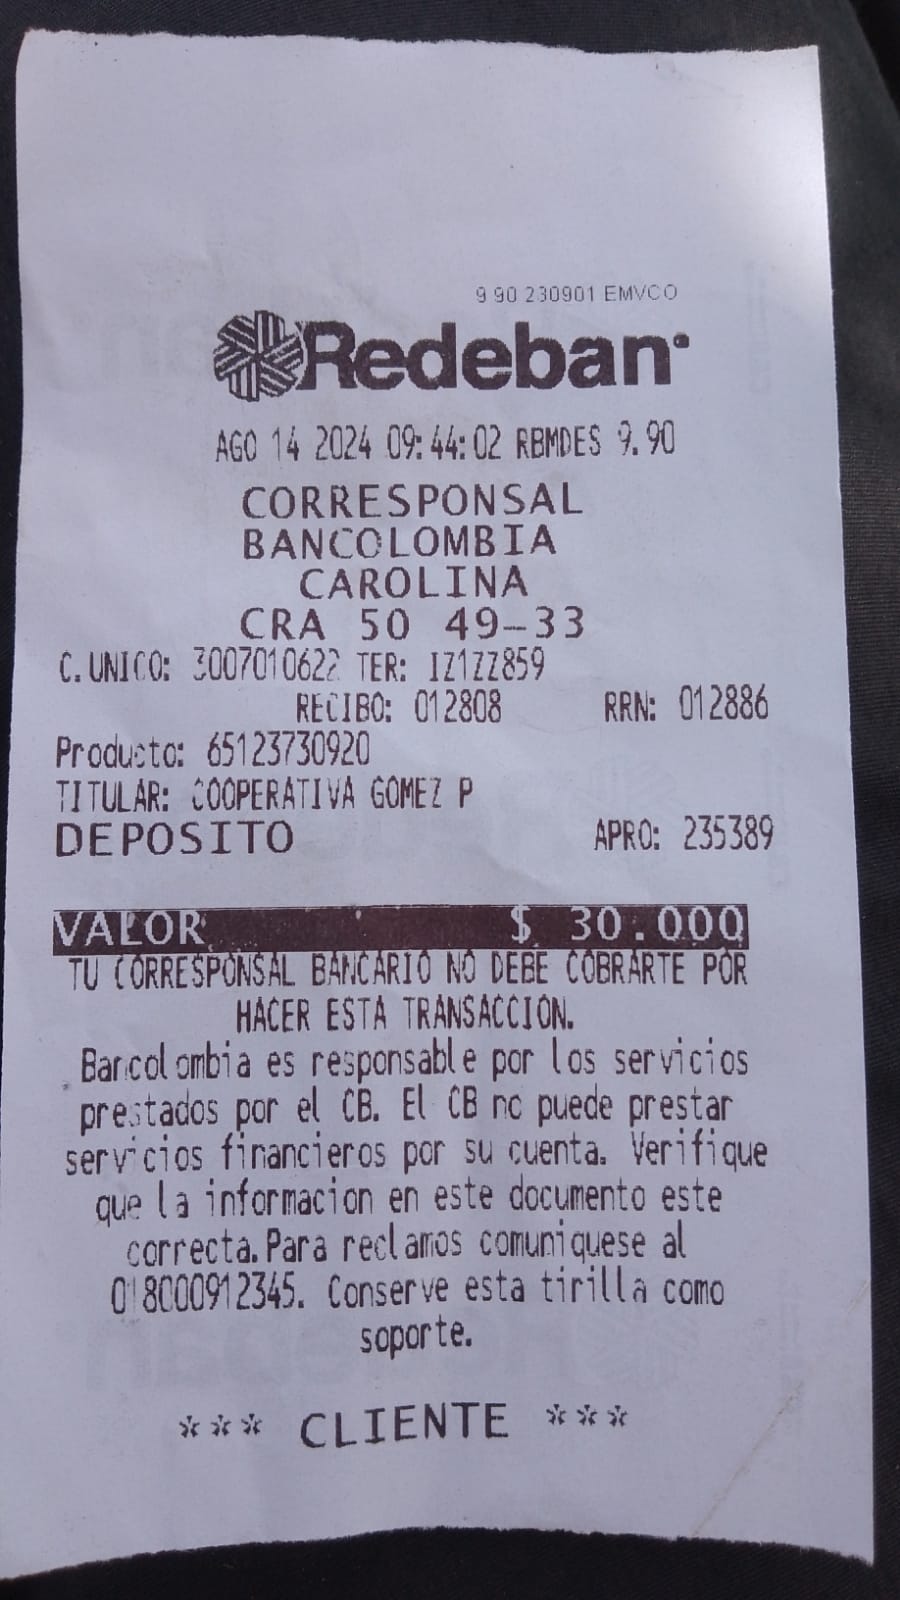 9 90 230901 EMVCO
Redeban
AGO 14 2024 09:44:02 RBMDES 9.90
CORRESPONSAL
BANCOLOMBIA
CAROLINA
CRA 50 49-33
C.UNICO: 3007010622 TER: IZ1ZZ859
RECIBO: 012808 RRN: 012886
Producto: 65123730920
TITULAR: COOPERATIVA GOMEZ P
DEPOSITO APRO: 235389
VALOR $ 30.000
TU CORRESPONSAL BANCARIO NO DEBE COBRARTE POR
HACER ESTA TRANSACCION.
Bancolombia es responsable por los servicios
prestados por el CB. El CB no puede prestar
servicios financieros por su cuenta. Verifique
que la informacion en este documento este
correcta.Para reclamos comuniquese al
018000912345. Conserve esta tirilla como
soporte.
*** CLIENTE ***